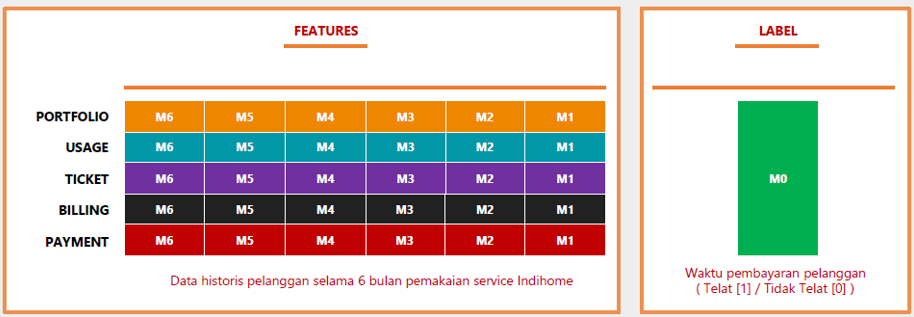 FEATURES
LABEL
PORTFOLIO M6 M5 M4 M3 M2 M1
USAGE M6 M5 M4 M3 M2 M1
TICKET M6 M5 M4 M3 M2 M1
M0
BILLING M6 M5 M4 M3 M2 M1
PAYMENT M6 M5 M4 M3 M2 M1
Data historis pelanggan selama 6 bulan pemakaian service Indihome
Waktu pembayaran pelanggan
( Telat [1] / Tidak Telat [0] )